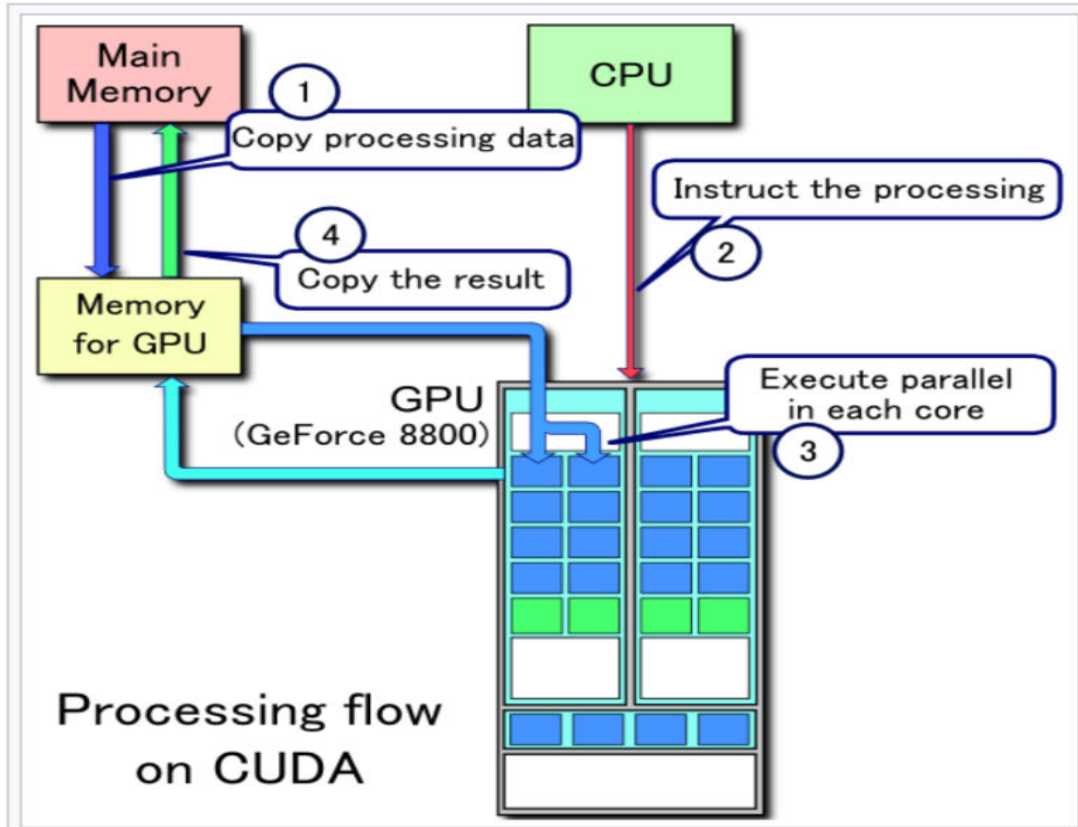 Main
Memory
CPU
1
Copy processing data
Instruct the processing
2
4
Copy the result
Memory
for GPU
GPU
(GeForce 8800)
Execute parallel
in each core
3
Processing flow
on CUDA